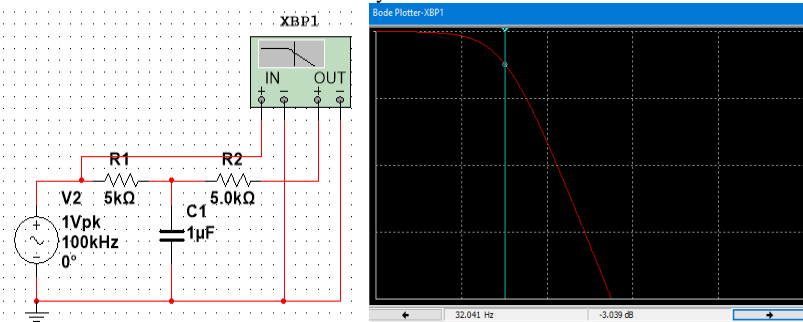 XBP1
IN OUT
+ − + −
R1
R2
V2
5kΩ
5.0kΩ
C1
1Vpk
1µF
100kHz
0°
Bode Plotter-XBP1
32.041 Hz
-3.039 dB